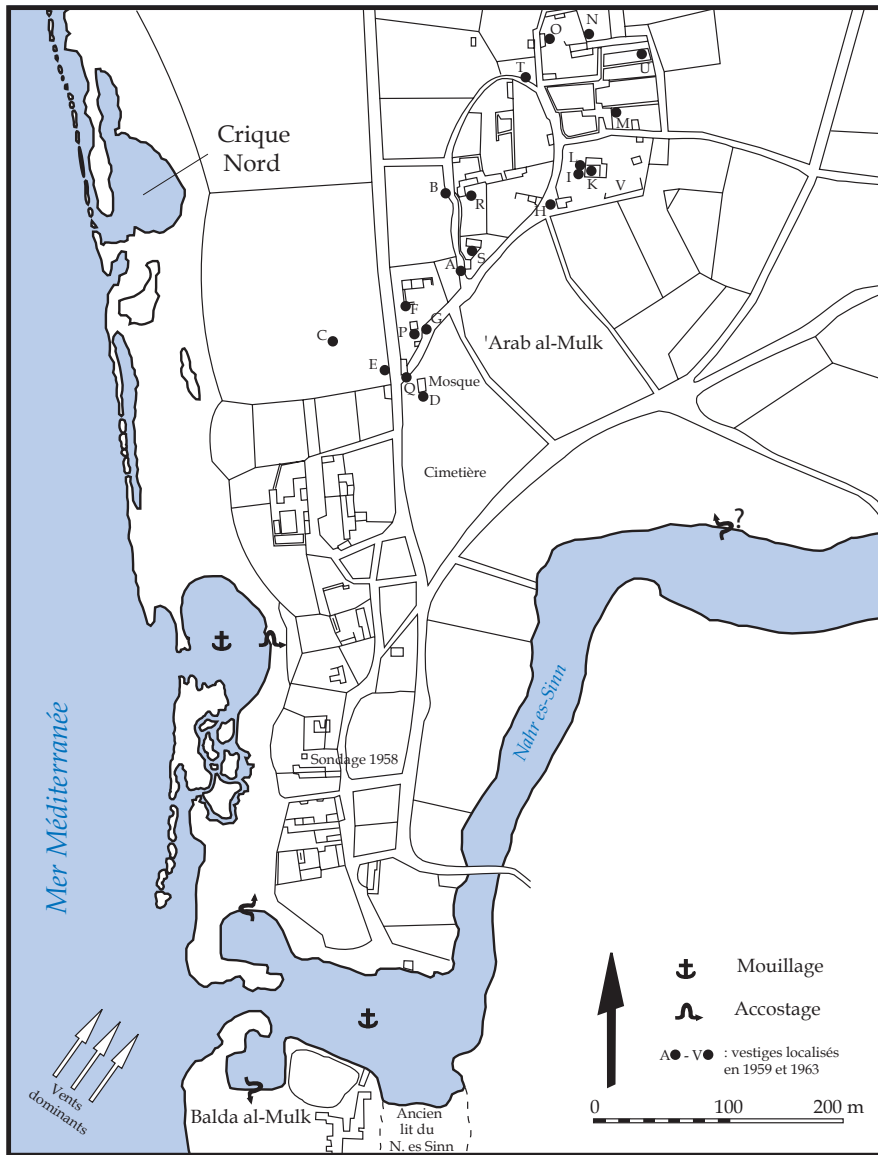 N
O
T
U
Crique
Nord
M
L
I
K
V
B
R
H
S
A
F
G
C
P
'Arab al-Mulk
E
Mosque
Q
D
Cimetière
?
Mer Méditerranée
Nahr es-Sinn
Sondage 1958
Mouillage
Accostage
A - V : vestiges localisés
en 1959 et 1963
Vents
dominants
Balda al-Mulk
Ancien
lit du
N. es Sinn
0 100 200 m